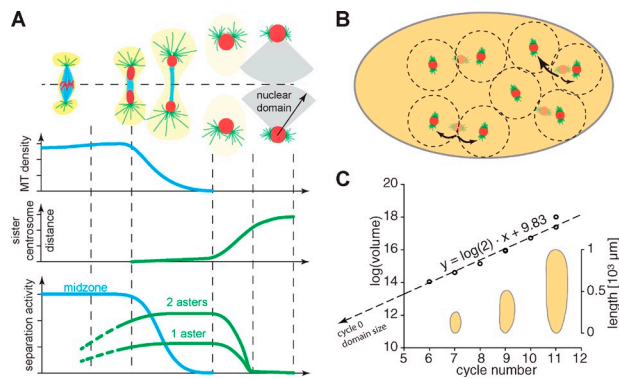 A
nuclear
domain
MT density
sister
centrosome
distance
separation activity
midzone
2 asters
1 aster
B
C
log(volume)
20
18
16
14
12
10
y = log(2) · x + 9.83
cycle 0
domain size
1
0.5
0
length [10³ μm]
5 6 7 8 9 10 11 12
cycle number